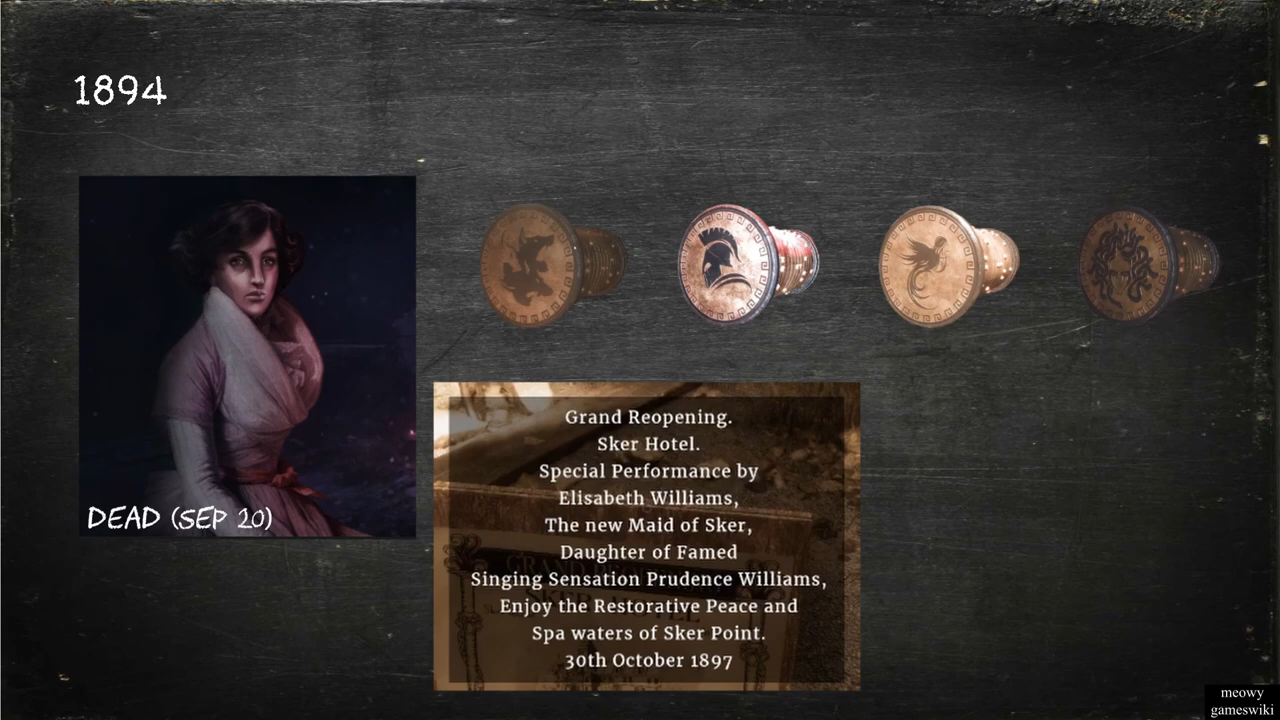 1894
DEAD (SEP 20)
Grand Reopening.
Sker Hotel.
Special Performance by
Elisabeth Williams,
The new Maid of Sker,
Daughter of Famed
Singing Sensation Prudence Williams,
Enjoy the Restorative Peace and
Spa waters of Sker Point.
30th October 1897
meowy
gameswiki